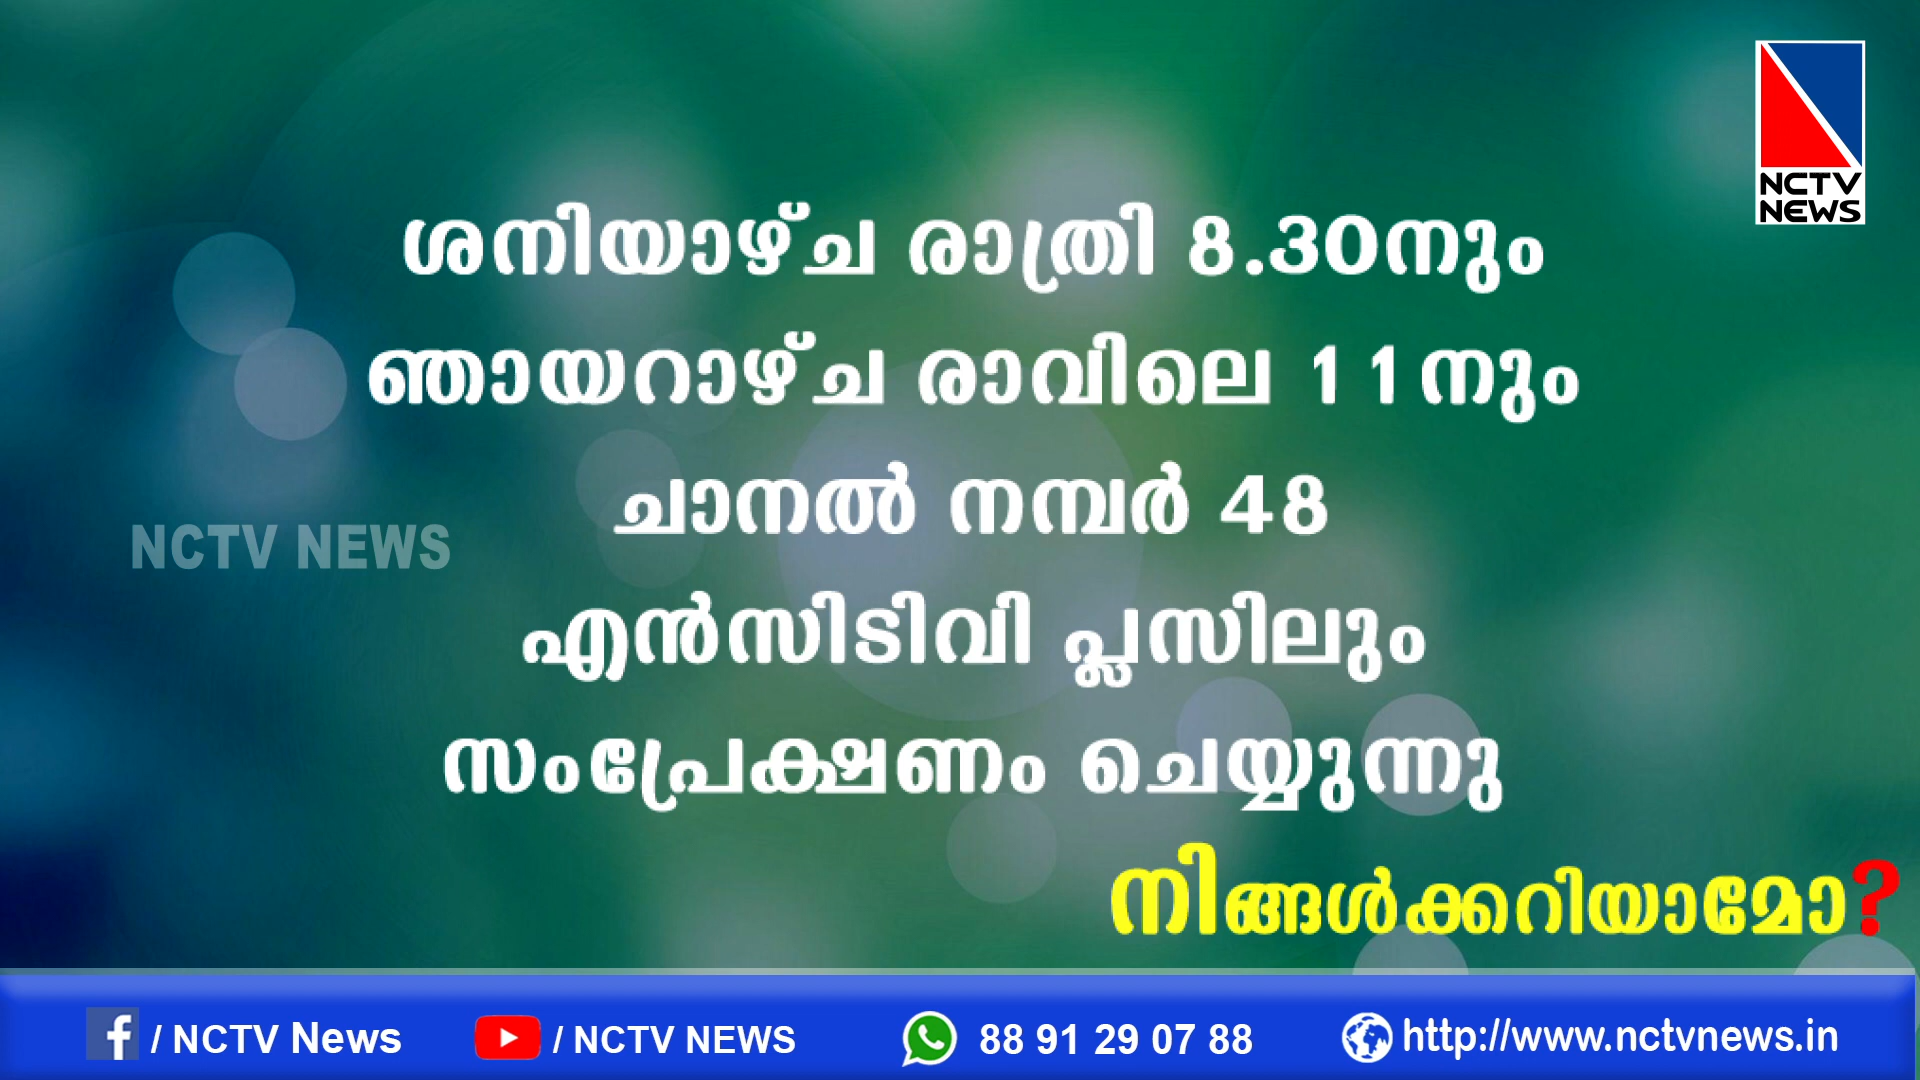 NCTV
NEWS
ശനിയാഴ്ച രാത്രി 8.30നും
ഞായറാഴ്ച രാവിലെ 11നും
ചാനൽ നമ്പർ 48
NCTV NEWS
എൻസിടിവി പ്ലസിലും
സംപ്രേക്ഷണം ചെയ്യുന്നു
നിങ്ങൾക്കറിയാമോ?
/ NCTV News / NCTV NEWS 88 91 29 07 88 http://www.nctvnews.in